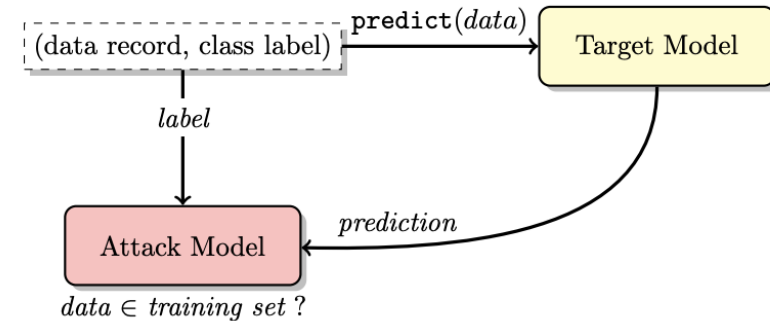 (data record, class label)
predict(data)
Target Model
label
prediction
Attack Model
data ∈ training set ?